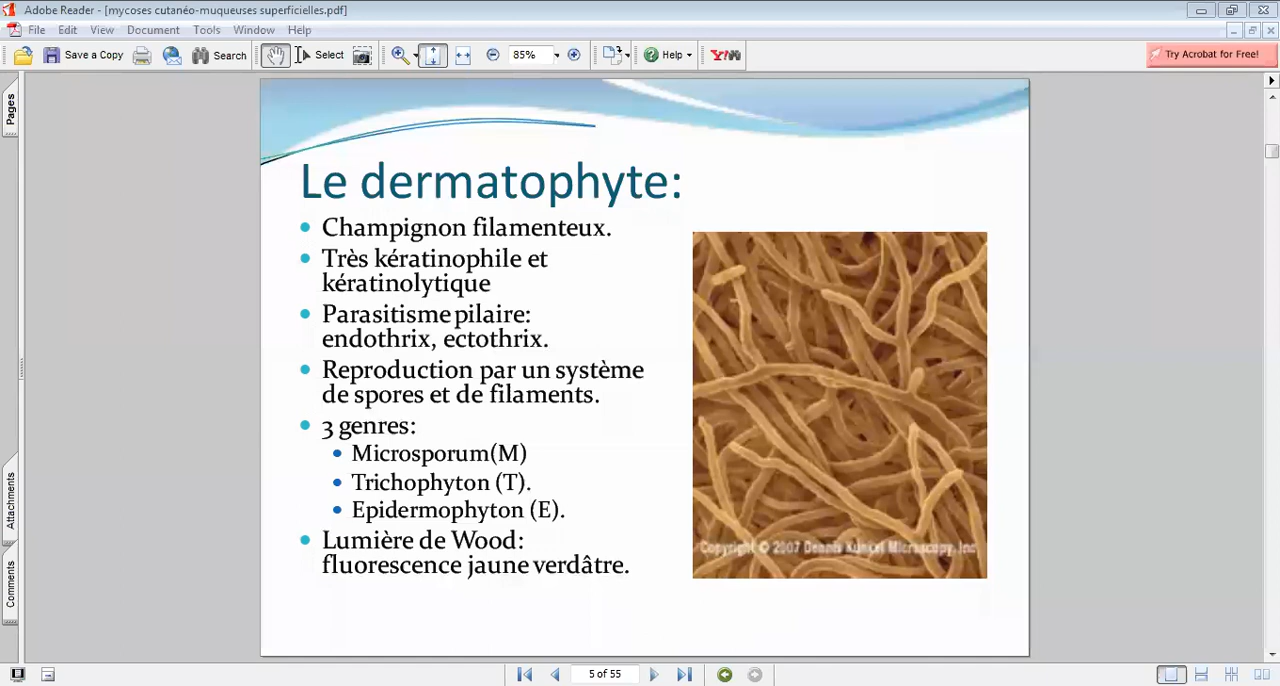 Adobe Reader - [mycoses cutanéo-muqueuses superficielles.pdf]
File Edit View Document Tools Window Help
Save a Copy Search Select 85% Help Y! Try Acrobat for Free!
Pages
Le dermatophyte:
Champignon filamenteux.
Très kératinophile et
kératinolytique
Parasitisme pilaire:
endothrix, ectothrix.
Reproduction par un système
de spores et de filaments.
3 genres:
Microsporum(M)
Trichophyton (T).
Epidermophyton (E).
Lumière de Wood:
fluorescence jaune verdâtre.
Copyright © 2007 Dennis Kunkel Microscopy, Inc
Attachments
Comments
5 of 55